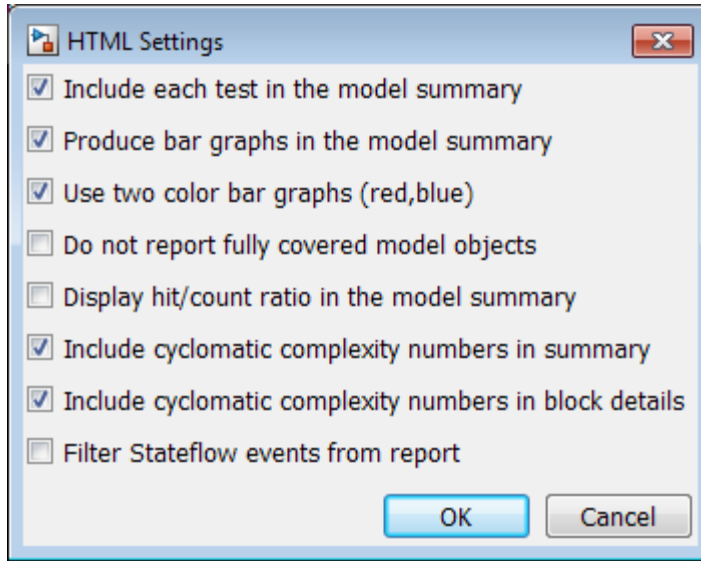 HTML Settings
Include each test in the model summary
Produce bar graphs in the model summary
Use two color bar graphs (red,blue)
Do not report fully covered model objects
Display hit/count ratio in the model summary
Include cyclomatic complexity numbers in summary
Include cyclomatic complexity numbers in block details
Filter Stateflow events from report
OK Cancel